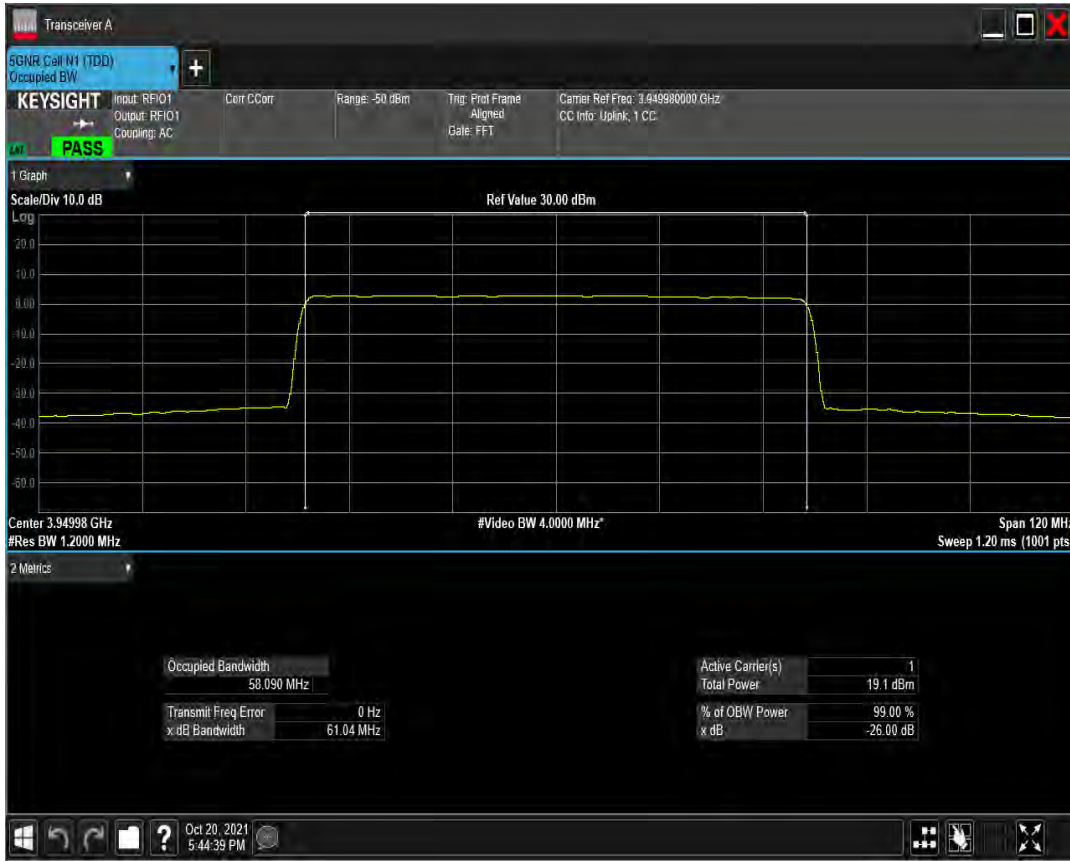 Transceiver A
5GNR Cell N1 (TDD)
Occupied BW
+
KEYSIGHT
Input: RFIO1
Output: RFIO1
Coupling: AC
Corr CCorr
Range: -50 dBm
Trig: Prot Frame
Aligned
Gate: FFT
Carrier Ref Freq: 3.949980000 GHz
CC Info: Uplink, 1 CC
PASS
1 Graph
Scale/Div 10.0 dB
Ref Value 30.00 dBm
Log
20.0
10.0
0.00
-10.0
-20.0
-30.0
-40.0
-50.0
-60.0
Center 3.94998 GHz
#Video BW 4.0000 MHz*
Span 120 MHz
#Res BW 1.2000 MHz
Sweep 1.20 ms (1001 pts
2 Metrics
Occupied Bandwidth
58.090 MHz
Transmit Freq Error 0 Hz
x dB Bandwidth 61.04 MHz
Active Carrier(s) 1
Total Power 19.1 dBm
% of OBW Power 99.00 %
x dB -26.00 dB
?
Oct 20, 2021
5:44:39 PM